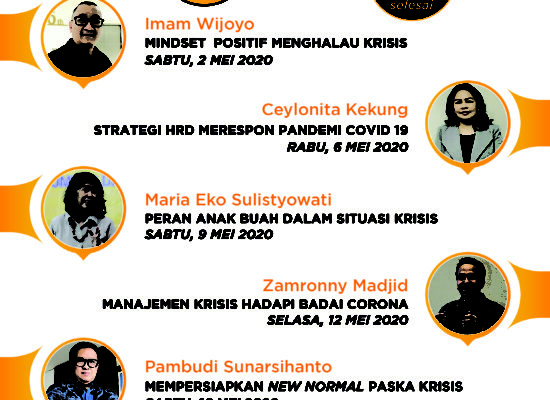 selesai
Imam Wijoyo
MINDSET POSITIF MENGHALAU KRISIS
SABTU, 2 MEI 2020
Ceylonita Kekung
STRATEGI HRD MERESPON PANDEMI COVID 19
RABU, 6 MEI 2020
Maria Eko Sulistyowati
PERAN ANAK BUAH DALAM SITUASI KRISIS
SABTU, 9 MEI 2020
Zamronny Madjid
MANAJEMEN KRISIS HADAPI BADAI CORONA
SELASA, 12 MEI 2020
Pambudi Sunarsihanto
MEMPERSIAPKAN NEW NORMAL PASKA KRISIS